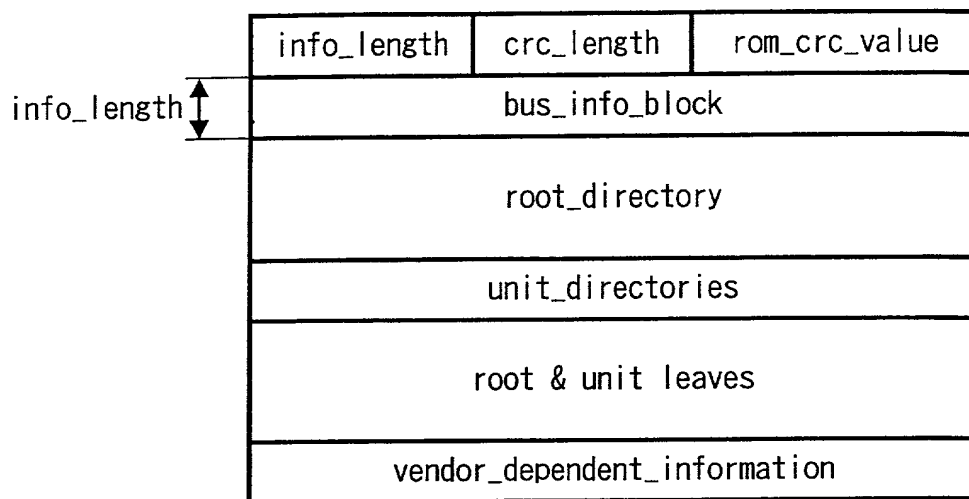 info_length crc_length rom_crc_value
info_length bus_info_block
root_directory
unit_directories
root & unit leaves
vendor_dependent_information